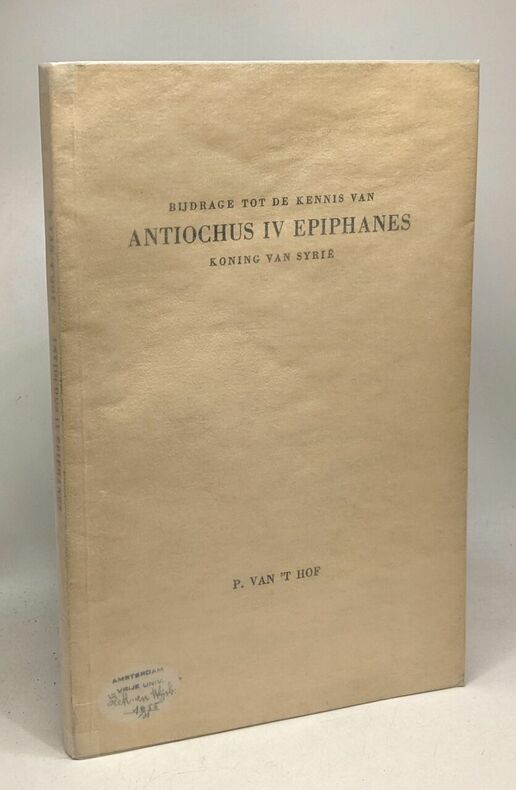 BIJDRAGE TOT DE KENNIS VAN
ANTIOCHUS IV EPIPHANES
KONING VAN SYRIË
P. VAN 'T HOF
AMSTERDAM
VRIJE UNIV.